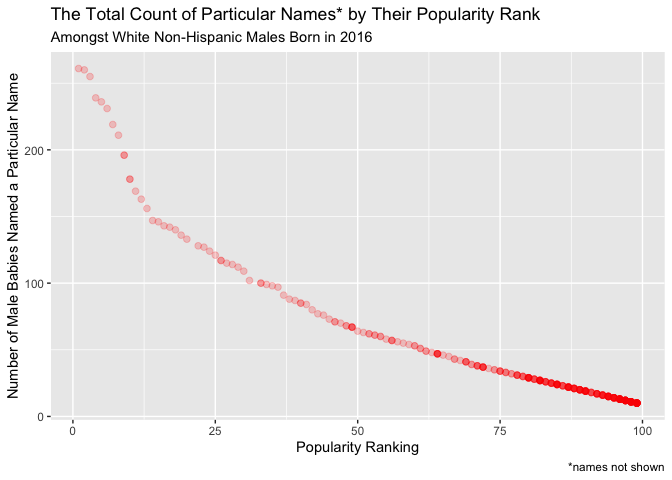 The Total Count of Particular Names* by Their Popularity Rank
Amongst White Non-Hispanic Males Born in 2016
Number of Male Babies Named a Particular Name
200
100
0
0
25
50
75
100
Popularity Ranking
*names not shown